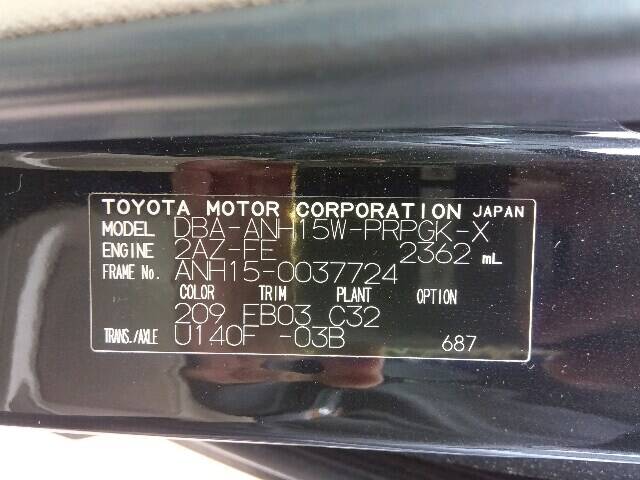 TOYOTA MOTOR CORPORATION JAPAN
MODEL DBA-ANH15W-PRPGK-X
ENGINE 2AZ-FE 2362 mL
FRAME No. ANH15-0037724
COLOR TRIM PLANT OPTION
209 FB03 C32
TRANS./AXLE U140F -03B 687